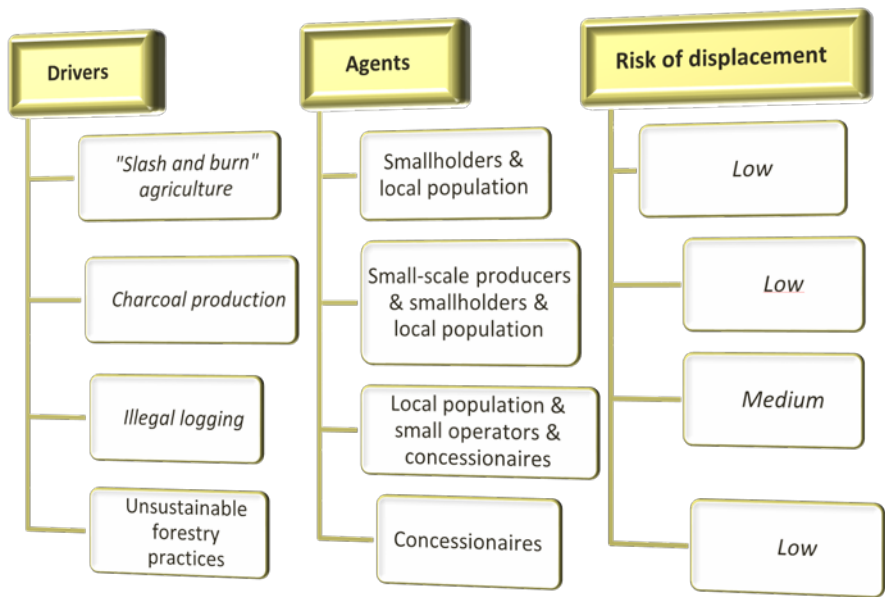 Drivers
"Slash and burn"
agriculture
Charcoal production
Illegal logging
Unsustainable
forestry
practices
Agents
Smallholders &
local population
Small-scale producers
& smallholders &
local population
Local population &
small operators &
concessionaires
Concessionaires
Risk of displacement
Low
Low
Medium
Low